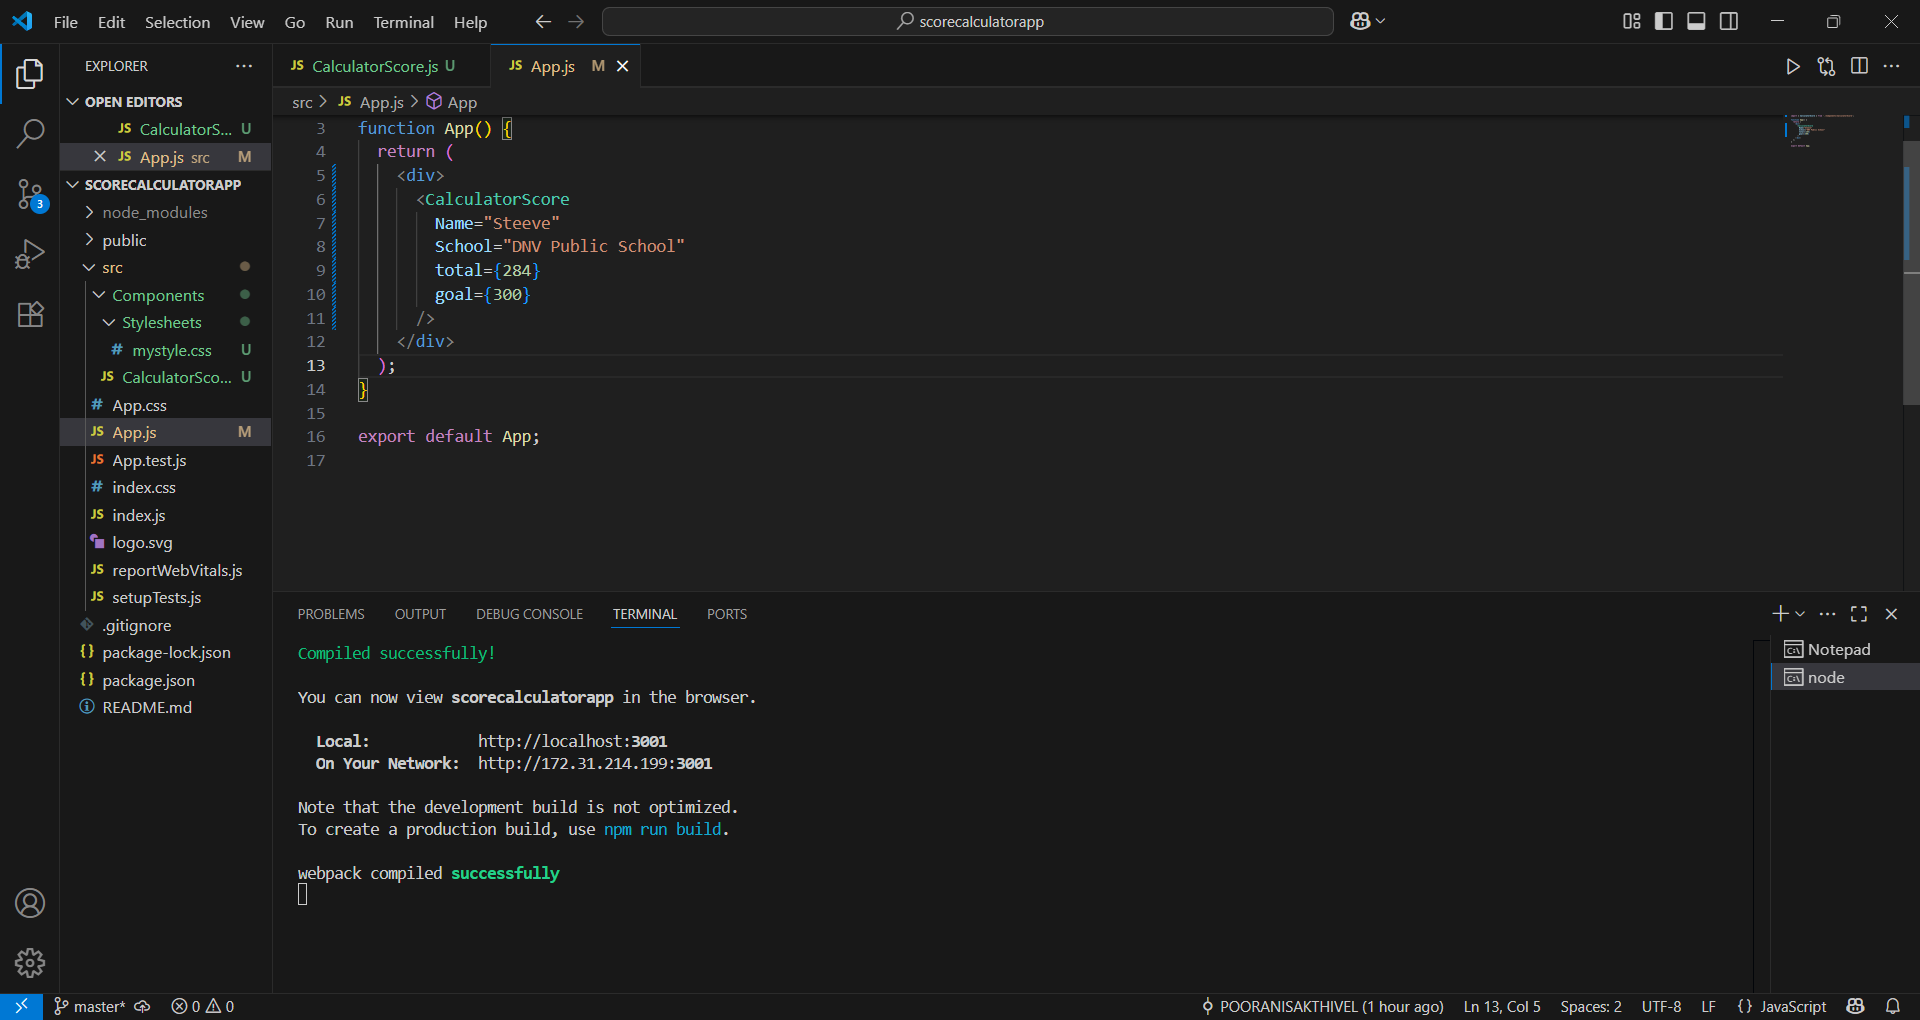 File Edit Selection View Go Run Terminal Help
scorecalculatorapp
EXPLORER
OPEN EDITORS
JS CalculatorS... U
JS App.js src M
SCORECALCULATORAPP
node_modules
public
src
Components
Stylesheets
# mystyle.css U
JS CalculatorSco... U
# App.css
JS App.js M
JS App.test.js
# index.css
JS index.js
logo.svg
JS reportWebVitals.js
JS setupTests.js
.gitignore
{} package-lock.json
{} package.json
README.md
3
JS CalculatorScore.js U
JS App.js M
src > JS App.js > App
3 function App() {
4 return (
5 <div>
6 <CalculatorScore
7 Name="Steeve"
8 School="DNV Public School"
9 total={284}
10 goal={300}
11 />
12 </div>
13 );
14 }
15
16 export default App;
17
PROBLEMS OUTPUT DEBUG CONSOLE TERMINAL PORTS
Compiled successfully!
You can now view scorecalculatorapp in the browser.
Local: http://localhost:3001
On Your Network: http://172.31.214.199:3001
Note that the development build is not optimized.
To create a production build, use npm run build.
webpack compiled successfully
Notepad
node
master* 0 0
POORANISAKTHIVEL (1 hour ago) Ln 13, Col 5 Spaces: 2 UTF-8 LF {} JavaScript